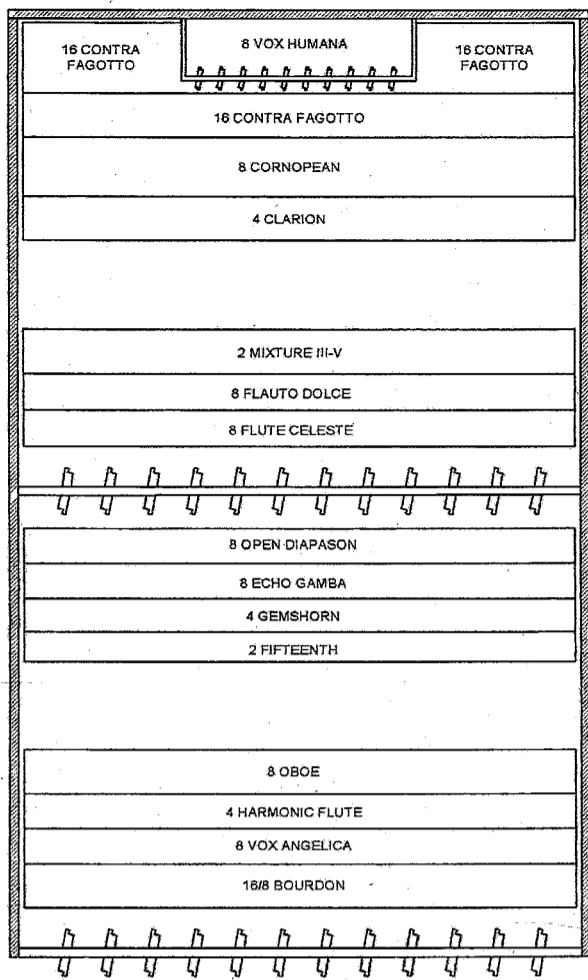 16 CONTRA
FAGOTTO
8 VOX HUMANA
16 CONTRA
FAGOTTO
16 CONTRA FAGOTTO
8 CORNOPEAN
4 CLARION
2 MIXTURE III-V
8 FLAUTO DOLCE
8 FLUTE CELESTE
8 OPEN DIAPASON
8 ECHO GAMBA
4 GEMSHORN
2 FIFTEENTH
8 OBOE
4 HARMONIC FLUTE
8 VOX ANGELICA
16/8 BOURDON